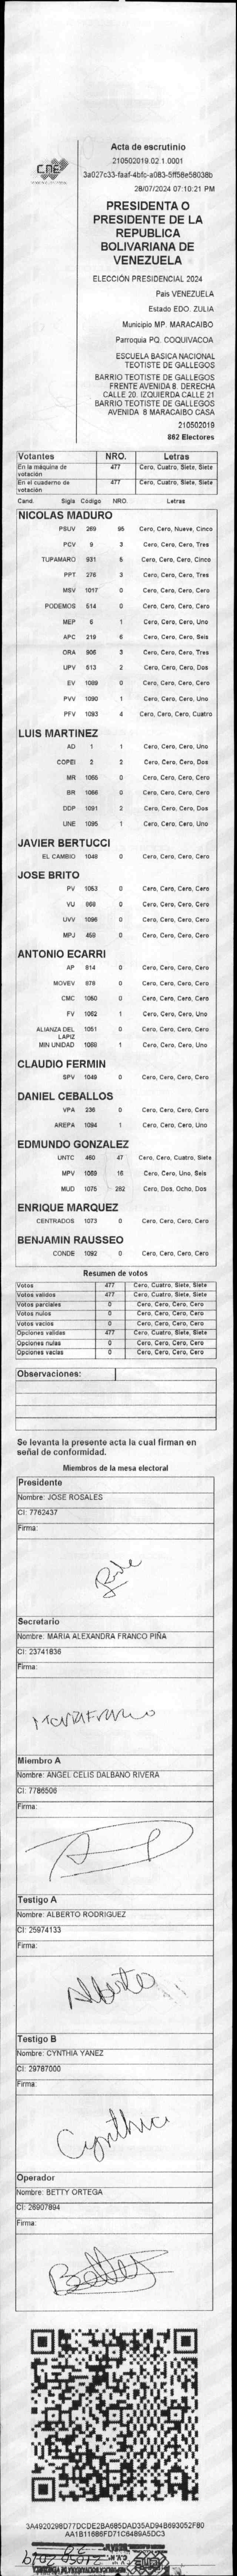 CNE
Acta de escrutinio
210502019.02.1.0001
3a027c33-faaf-4bfc-a083-5ff58e58038b
28/07/2024 07:10:21 PM
PRESIDENTA O
PRESIDENTE DE LA
REPUBLICA
BOLIVARIANA DE
VENEZUELA
ELECCIÓN PRESIDENCIAL 2024
Pais VENEZUELA
Estado EDO. ZULIA
Municipio MP. MARACAIBO
Parroquia PQ. COQUIVACOA
ESCUELA BASICA NACIONAL
TEOTISTE DE GALLEGOS
BARRIO TEOTISTE DE GALLEGOS
FRENTE AVENIDA 8. DERECHA
CALLE 20. IZQUIERDA CALLE 21
BARRIO TEOTISTE DE GALLEGOS
AVENIDA 8 MARACAIBO CASA
210502019
862 Electores
Votantes NRO. Letras
En la máquina de votación 477 Cero, Cuatro, Siete, Siete
En el cuaderno de votación 477 Cero, Cuatro, Siete, Siete
Cand. Sigla Código NRO. Letras
NICOLAS MADURO
PSUV 269 95 Cero, Cero, Nueve, Cinco
PCV 9 3 Cero, Cero, Cero, Tres
TUPAMARO 931 5 Cero, Cero, Cero, Cinco
PPT 276 3 Cero, Cero, Cero, Tres
MSV 1017 0 Cero, Cero, Cero, Cero
PODEMOS 514 0 Cero, Cero, Cero, Cero
MEP 6 1 Cero, Cero, Cero, Uno
APC 219 6 Cero, Cero, Cero, Seis
ORA 906 3 Cero, Cero, Cero, Tres
UPV 513 2 Cero, Cero, Cero, Dos
EV 1089 0 Cero, Cero, Cero, Cero
PVV 1090 1 Cero, Cero, Cero, Uno
PFV 1093 4 Cero, Cero, Cero, Cuatro
LUIS MARTINEZ
AD 1 1 Cero, Cero, Cero, Uno
COPEI 2 2 Cero, Cero, Cero, Dos
MR 1065 0 Cero, Cero, Cero, Cero
BR 1066 0 Cero, Cero, Cero, Cero
DDP 1091 2 Cero, Cero, Cero, Dos
UNE 1095 1 Cero, Cero, Cero, Uno
JAVIER BERTUCCI
EL CAMBIO 1048 0 Cero, Cero, Cero, Cero
JOSE BRITO
PV 1053 0 Cero, Cero, Cero, Cero
VU 868 0 Cero, Cero, Cero, Cero
UVV 1096 0 Cero, Cero, Cero, Cero
MPJ 459 0 Cero, Cero, Cero, Cero
ANTONIO ECARRI
AP 814 0 Cero, Cero, Cero, Cero
MOVEV 878 0 Cero, Cero, Cero, Cero
CMC 1050 0 Cero, Cero, Cero, Cero
FV 1052 1 Cero, Cero, Cero, Uno
ALIANZA DEL LAPIZ 1051 0 Cero, Cero, Cero, Cero
MIN UNIDAD 1088 1 Cero, Cero, Cero, Uno
CLAUDIO FERMIN
SPV 1049 0 Cero, Cero, Cero, Cero
DANIEL CEBALLOS
VPA 236 0 Cero, Cero, Cero, Cero
AREPA 1094 1 Cero, Cero, Cero, Uno
EDMUNDO GONZALEZ
UNTC 460 47 Cero, Cero, Cuatro, Siete
MPV 1069 16 Cero, Cero, Uno, Seis
MUD 1075 282 Cero, Dos, Ocho, Dos
ENRIQUE MARQUEZ
CENTRADOS 1073 0 Cero, Cero, Cero, Cero
BENJAMIN RAUSSEO
CONDE 1092 0 Cero, Cero, Cero, Cero
Resumen de votos
Votos 477 Cero, Cuatro, Siete, Siete
Votos validos 477 Cero, Cuatro, Siete, Siete
Votos parciales 0 Cero, Cero, Cero, Cero
Votos nulos 0 Cero, Cero, Cero, Cero
Votos vacios 0 Cero, Cero, Cero, Cero
Opciones validas 477 Cero, Cuatro, Siete, Siete
Opciones nulas 0 Cero, Cero, Cero, Cero
Opciones vacias 0 Cero, Cero, Cero, Cero
Observaciones:
Se levanta la presente acta la cual firman en
señal de conformidad.
Miembros de la mesa electoral
Presidente
Nombre: JOSE ROSALES
CI: 7762437
Firma:
Secretario
Nombre: MARIA ALEXANDRA FRANCO PIÑA
CI: 23741836
Firma:
Miembro A
Nombre: ANGEL CELIS DALBANO RIVERA
CI: 7786506
Firma:
Testigo A
Nombre: ALBERTO RODRIGUEZ
CI: 25974133
Firma:
Alberto
Testigo B
Nombre: CYNTHIA YANEZ
CI: 29787000
Firma:
Cynthia
Operador
Nombre: BETTY ORTEGA
CI: 26907894
Firma:
Betty
3A4920298D77DCDE2BA685DAD35AD94B693052F80
AA1B11686FD71C6489A5DC3